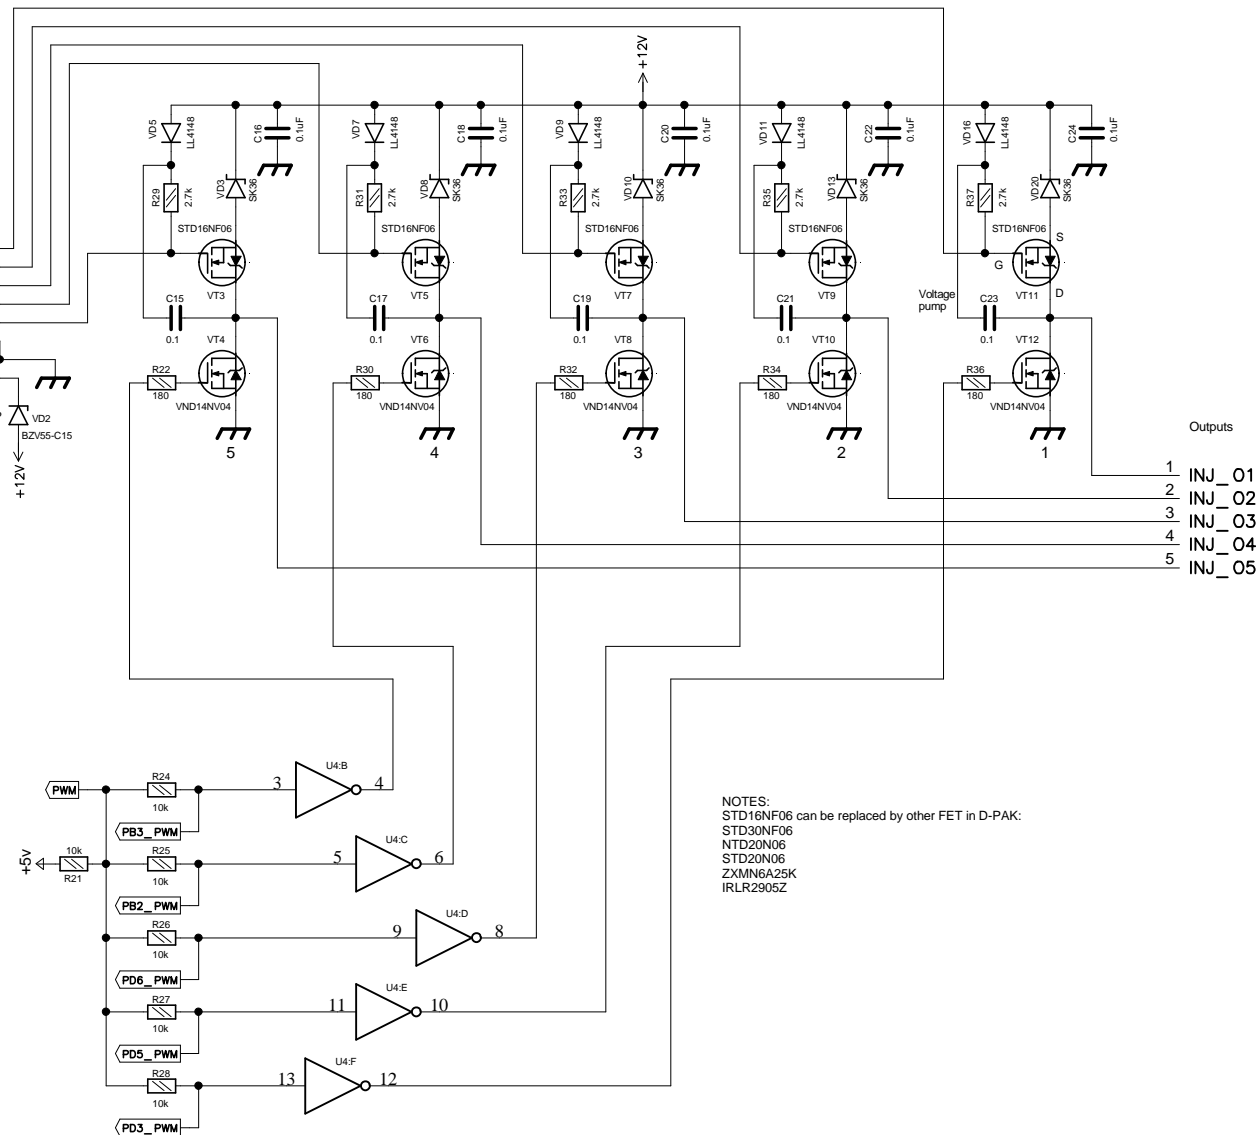 +12V
VD5
LL4148
C16
0.1uF
VD7
LL4148
C18
0.1uF
VD9
LL4148
C20
0.1uF
VD11
LL4148
C22
0.1uF
VD16
LL4148
C24
0.1uF
R29
2.7k
VD3
SK36
R31
2.7k
VD8
SK36
R33
2.7k
VD10
SK36
R35
2.7k
VD13
SK36
R37
2.7k
VD20
SK36
STD16NF06
STD16NF06
STD16NF06
STD16NF06
STD16NF06
S
G
D
VT3
VT5
VT7
VT9
VT11
Voltage
pump
C15
0.1
C17
0.1
C19
0.1
C21
0.1
C23
0.1
VT4
VT6
VT8
VT10
VT12
R22
180
R30
180
R32
180
R34
180
R36
180
VND14NV04
VND14NV04
VND14NV04
VND14NV04
VND14NV04
5
4
3
2
1
VD2
BZV55-C15
+12V
Outputs
1 INJ_O1
2 INJ_O2
3 INJ_O3
4 INJ_O4
5 INJ_O5
PWM
R24
10k
3
U4:B
4
PB3_PWM
+5V
10k
R21
R25
10k
5
U4:C
6
PB2_PWM
R26
10k
9
U4:D
8
PD6_PWM
R27
10k
11
U4:E
10
PD5_PWM
R28
10k
13
U4:F
12
PD3_PWM
NOTES:
STD16NF06 can be replaced by other FET in D-PAK:
STD30NF06
NTD20N06
STD20N06
ZXMN6A25K
IRLR2905Z